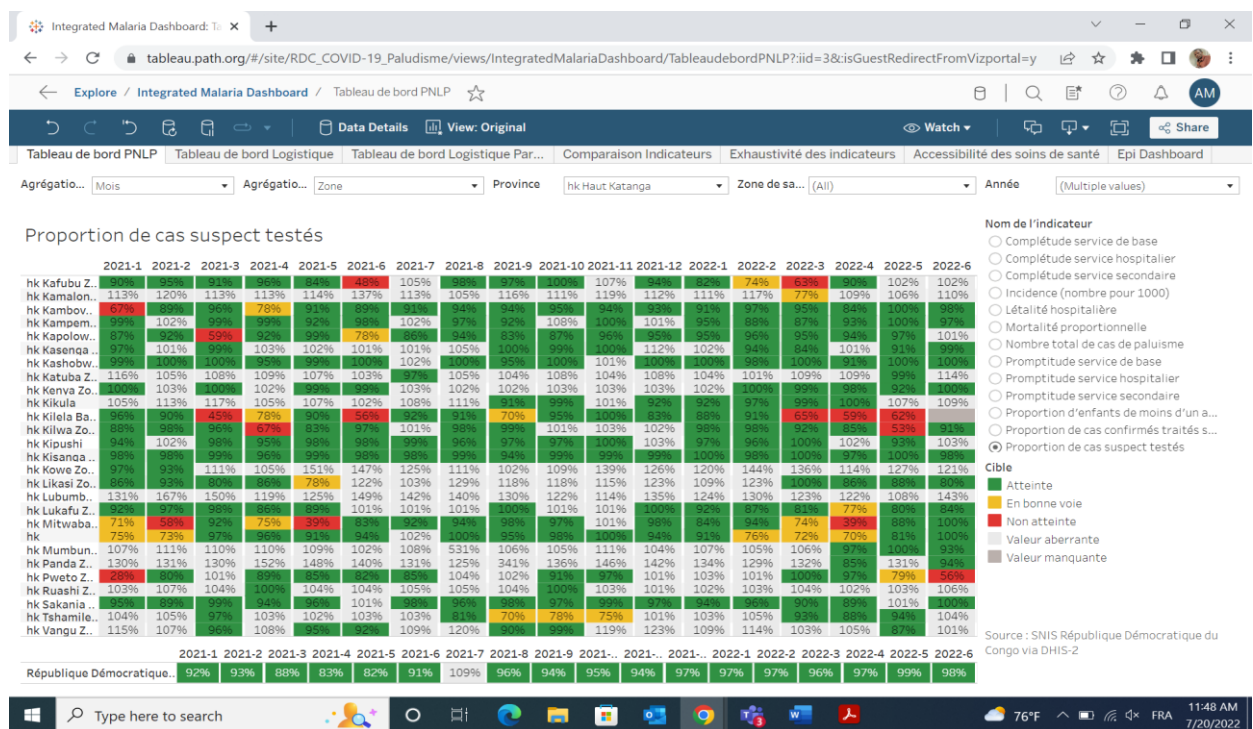 Integrated Malaria Dashboard: Ta
tableau.path.org/#/site/RDC_COVID-19_Paludisme/views/IntegratedMalariaDashboard/TableaudebordPNLP?:iid=3&:isGuestRedirectFromVizportal=y
Explore / Integrated Malaria Dashboard / Tableau de bord PNLP
AM
Data Details View: Original Watch Share
Tableau de bord PNLP Tableau de bord Logistique Tableau de bord Logistique Par... Comparaison Indicateurs Exhaustivité des indicateurs Accessibilité des soins de santé Epi Dashboard
Agrégatio... Mois Agrégatio... Zone Province hk Haut Katanga Zone de sa... (All) Année (Multiple values)
Proportion de cas suspect testés
2021-1 2021-2 2021-3 2021-4 2021-5 2021-6 2021-7 2021-8 2021-9 2021-10 2021-11 2021-12 2022-1 2022-2 2022-3 2022-4 2022-5 2022-6
hk Kafubu Z.. 90% 95% 91% 96% 84% 48% 105% 98% 97% 100% 107% 94% 82% 74% 63% 90% 102% 102%
hk Kamalon.. 113% 120% 113% 113% 114% 137% 113% 105% 116% 111% 119% 112% 111% 117% 77% 109% 106% 110%
hk Kambov.. 67% 89% 96% 78% 91% 89% 91% 94% 94% 95% 94% 93% 91% 97% 95% 84% 100% 98%
hk Kampem.. 99% 102% 99% 99% 92% 98% 102% 97% 92% 108% 100% 101% 95% 88% 87% 93% 100% 97%
hk Kapolow.. 87% 92% 59% 92% 99% 78% 86% 94% 83% 87% 96% 95% 95% 96% 95% 94% 97% 101%
hk Kasenga .. 97% 101% 99% 103% 102% 101% 101% 105% 100% 99% 100% 112% 102% 94% 84% 101% 91% 99%
hk Kashobw.. 99% 100% 100% 95% 99% 100% 102% 100% 95% 100% 101% 100% 100% 98% 100% 91% 100% 100%
hk Katuba Z.. 116% 105% 108% 109% 107% 103% 97% 105% 104% 108% 104% 108% 104% 101% 109% 109% 99% 114%
hk Kenya Zo.. 100% 103% 100% 102% 99% 99% 103% 102% 102% 103% 103% 103% 102% 100% 99% 98% 92% 100%
hk Kikula 105% 113% 117% 105% 107% 102% 108% 111% 91% 99% 101% 92% 92% 97% 99% 100% 107% 109%
hk Kilela Ba.. 96% 90% 45% 78% 90% 56% 92% 91% 70% 95% 100% 83% 88% 91% 65% 59% 62%
hk Kilwa Zo.. 88% 98% 96% 67% 83% 97% 101% 98% 99% 101% 103% 102% 98% 98% 92% 85% 53% 91%
hk Kipushi 94% 102% 98% 95% 98% 98% 99% 96% 97% 97% 100% 103% 97% 96% 100% 102% 93% 103%
hk Kisanga .. 98% 98% 99% 96% 99% 98% 98% 99% 94% 99% 99% 99% 100% 98% 100% 97% 100% 98%
hk Kowe Zo.. 97% 93% 111% 105% 151% 147% 125% 111% 102% 109% 139% 126% 120% 144% 136% 114% 127% 121%
hk Likasi Zo.. 86% 93% 80% 86% 78% 122% 103% 129% 118% 118% 115% 123% 109% 123% 100% 86% 88% 80%
hk Lubumb.. 131% 167% 150% 119% 125% 149% 142% 140% 130% 122% 114% 135% 124% 130% 123% 122% 108% 143%
hk Lukafu Z.. 92% 97% 98% 86% 89% 101% 101% 101% 100% 101% 101% 100% 92% 87% 81% 77% 80% 84%
hk Mitwaba.. 71% 58% 92% 75% 39% 83% 92% 94% 98% 97% 101% 98% 84% 94% 74% 39% 88% 100%
hk 75% 73% 97% 96% 91% 94% 102% 100% 95% 98% 100% 94% 91% 76% 72% 70% 81% 100%
hk Mumbun.. 107% 111% 110% 110% 109% 102% 108% 531% 106% 105% 111% 104% 107% 105% 106% 97% 100% 93%
hk Panda Z.. 130% 131% 130% 152% 148% 140% 131% 125% 341% 136% 146% 142% 134% 129% 132% 85% 131% 94%
hk Pweto Z.. 28% 80% 101% 89% 85% 82% 85% 104% 102% 91% 97% 101% 103% 101% 100% 97% 79% 56%
hk Ruashi Z.. 103% 107% 104% 100% 104% 104% 105% 105% 104% 100% 103% 101% 102% 103% 104% 102% 103% 106%
hk Sakania .. 95% 89% 99% 94% 96% 101% 98% 96% 98% 97% 99% 97% 94% 96% 90% 89% 101% 100%
hk Tshamile.. 104% 105% 97% 103% 102% 103% 103% 81% 70% 78% 75% 101% 103% 105% 93% 88% 94% 104%
hk Vangu Z.. 115% 107% 96% 108% 95% 92% 109% 120% 90% 99% 119% 123% 109% 114% 103% 105% 87% 101%
2021-1 2021-2 2021-3 2021-4 2021-5 2021-6 2021-7 2021-8 2021-9 2021-.. 2021-.. 2021-.. 2022-1 2022-2 2022-3 2022-4 2022-5 2022-6
République Démocratique.. 92% 93% 88% 83% 82% 91% 109% 96% 94% 95% 94% 97% 97% 97% 96% 97% 99% 98%
Nom de l'indicateur
Complétude service de base
Complétude service hospitalier
Complétude service secondaire
Incidence (nombre pour 1000)
Létalité hospitalière
Mortalité proportionnelle
Nombre total de cas de paluisme
Promptitude service de base
Promptitude service hospitalier
Promptitude service secondaire
Proportion d'enfants de moins d'un a...
Proportion de cas confirmés traités s...
Proportion de cas suspect testés
Cible
Atteinte
En bonne voie
Non atteinte
Valeur aberrante
Valeur manquante
Source : SNIS République Démocratique du
Congo via DHIS-2
Type here to search
3
76°F FRA 11:48 AM
7/20/2022